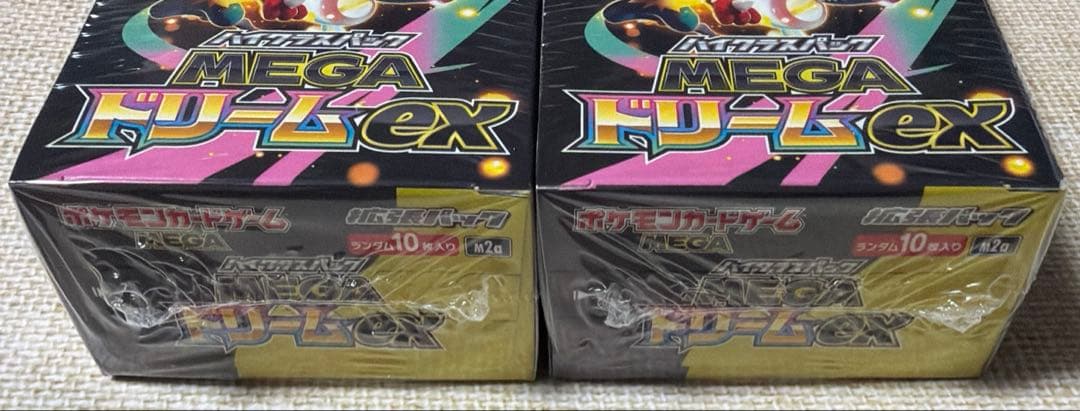 ハイクラスパック
MEGA
ドリームex
ポケモンカードゲーム
MEGA
拡張パック
ランダム10枚入り
M2a
ハイクラスパック
MEGA
ドリームex
ハイクラスパック
MEGA
ドリームex
ポケモンカードゲーム
MEGA
拡張パック
ランダム10枚入り
M2a
ハイクラスパック
MEGA
ドリームex